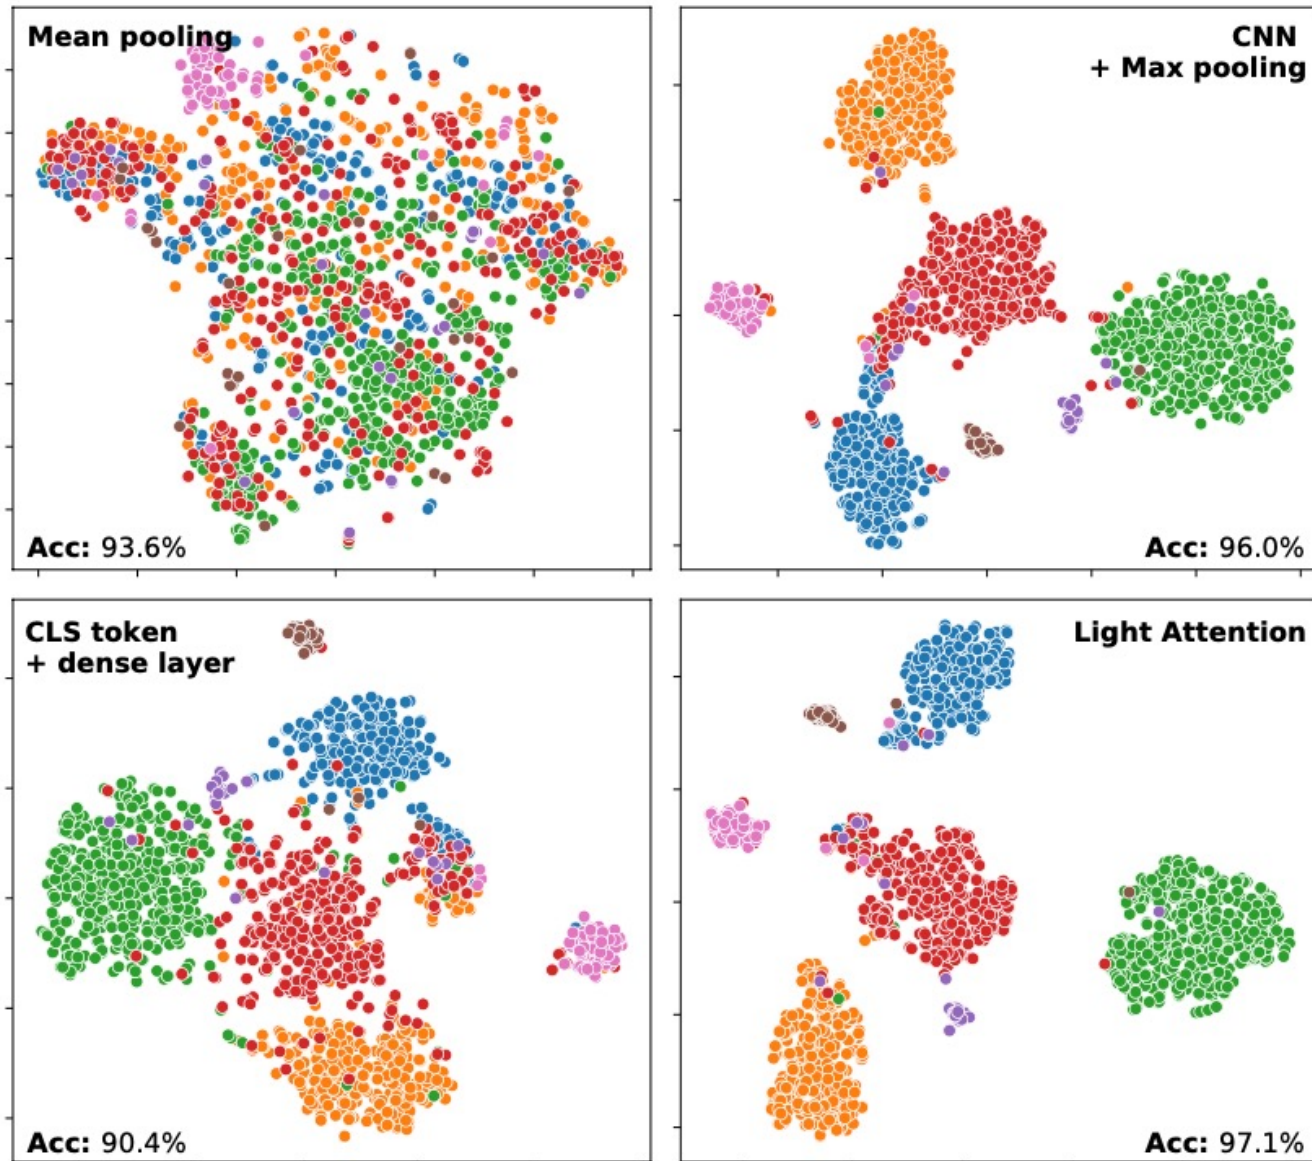 Mean pooling
Acc: 93.6%
CNN
+ Max pooling
Acc: 96.0%
CLS token
+ dense layer
Acc: 90.4%
Light Attention
Acc: 97.1%